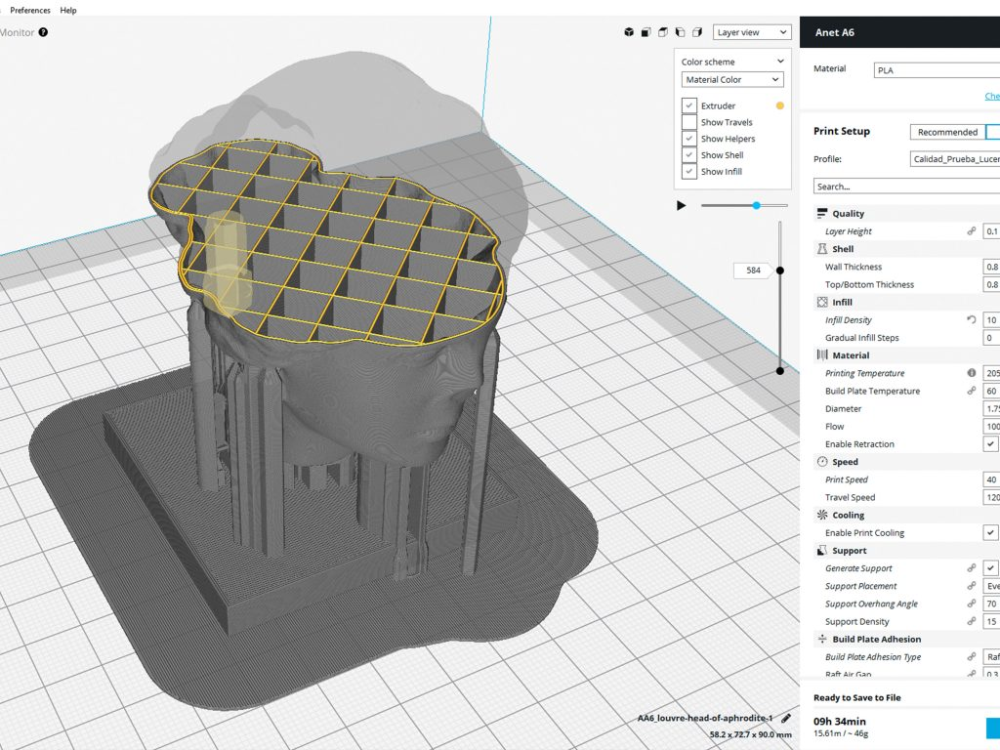 Preferences Help
Monitor
Layer view
Color scheme
Material Color
Extruder
Show Travels
Show Helpers
Show Shell
Show Infill
584
AA6_louvre-head-of-aphrodite-1
58.2 x 72.7 x 90.0 mm
Anet A6
Material PLA
Che
Print Setup Recommended
Profile: Calidad_Prueba_Lucer
Search...
Quality
Layer Height 0.1
Shell
Wall Thickness 0.8
Top/Bottom Thickness 0.8
Infill
Infill Density 10
Gradual Infill Steps 0
Material
Printing Temperature 205
Build Plate Temperature 60
Diameter 1.75
Flow 100
Enable Retraction
Speed
Print Speed 40
Travel Speed 120
Cooling
Enable Print Cooling
Support
Generate Support
Support Placement Eve
Support Overhang Angle 70
Support Density 15
Build Plate Adhesion
Build Plate Adhesion Type Raf
Raft Air Gap 0.3
Ready to Save to File
09h 34min
15.61m / ~ 46g